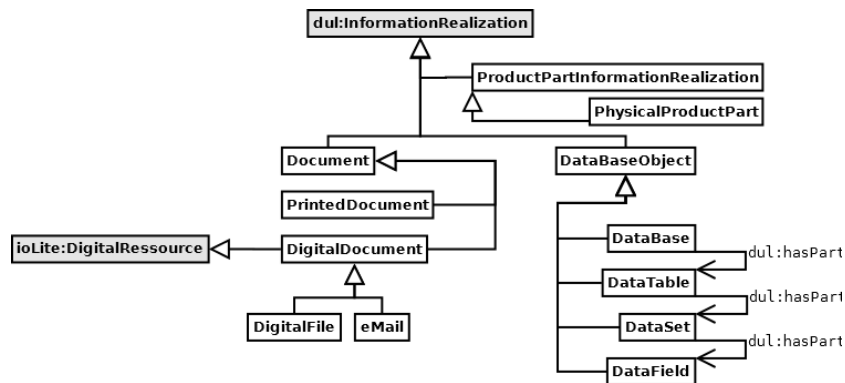 dul:InformationRealization
ProductPartInformationRealization
PhysicalProductPart
Document
DataBaseObject
PrintedDocument
ioLite:DigitalRessource
DigitalDocument
DataBase
dul:hasPart
DataTable
dul:hasPart
DigitalFile
eMail
DataSet
dul:hasPart
DataField